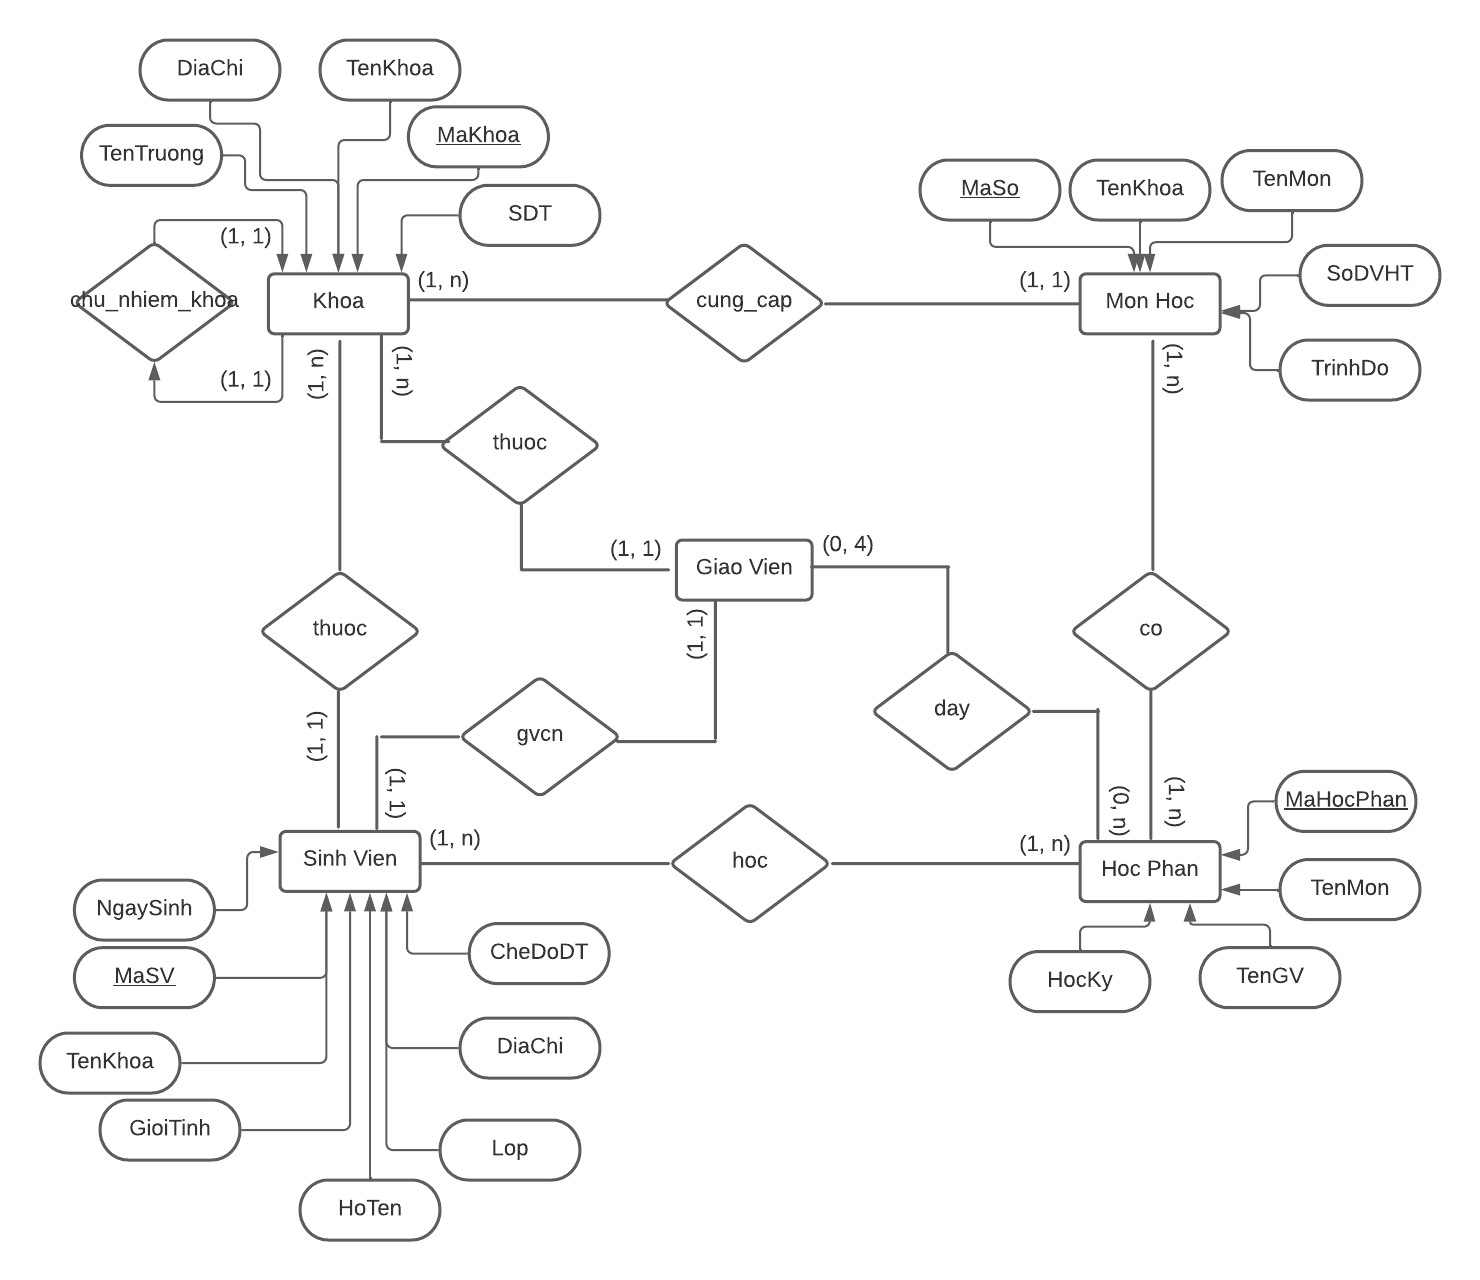 DiaChi
TenKhoa
MaKhoa
TenTruong
SDT
(1, 1)
chu_nhiem_khoa
(1, 1)
Khoa
(1, n)
(1, n)
(1, n)
cung_cap
(1, 1)
Mon Hoc
MaSo
TenKhoa
TenMon
SoDVHT
TrinhDo
(1, n)
thuoc
(1, 1)
Giao Vien
(0, 4)
(1, 1)
thuoc
co
day
gvcn
(1, 1)
(1, 1)
(0, n)
(1, n)
Sinh Vien
(1, n)
hoc
(1, n)
Hoc Phan
MaHocPhan
TenMon
HocKy
TenGV
NgaySinh
MaSV
CheDoDT
TenKhoa
DiaChi
GioiTinh
Lop
HoTen